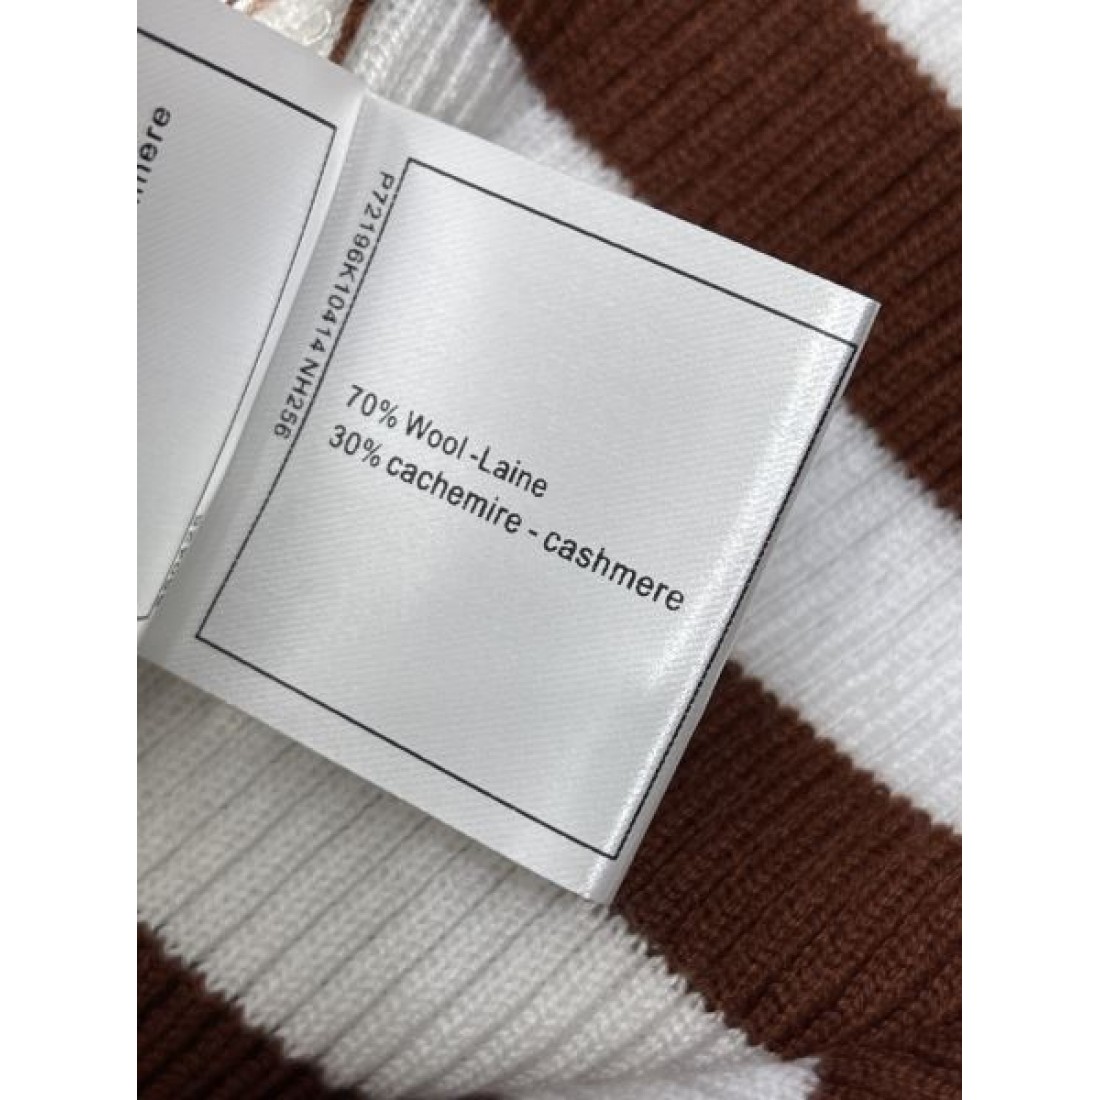 P72196K10414 NH256
70% Wool -Laine
30% cachemire - cashmere